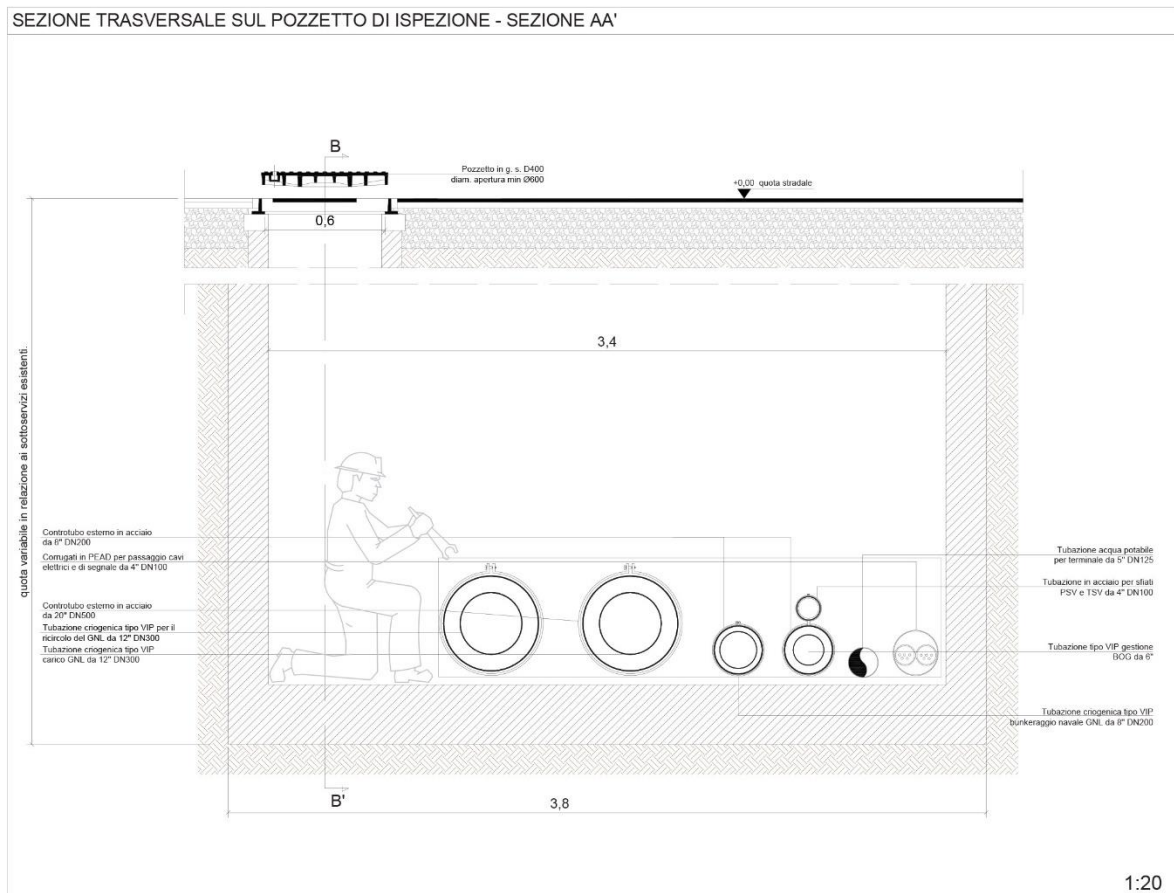 SEZIONE TRASVERSALE SUL POZZETTO DI ISPEZIONE - SEZIONE AA'
B
Pozzetto in g. s. D400
diam. apertura min Ø600
+0,00 quota stradale
0,6
3,4
quota variabile in relazione ai sottoservizi esistenti.
Controtubo esterno in acciaio
da 8" DN200
Corrugati in PEAD per passaggio cavi
elettrici e di segnale da 4" DN100
Controtubo esterno in acciaio
da 20" DN500
Tubazione criogenica tipo VIP per il
ricircolo del GNL da 12" DN300
Tubazione criogenica tipo VIP
carico GNL da 12" DN300
Tubazione acqua potabile
per terminale da 5" DN125
Tubazione in acciaio per sfiati
PSV e TSV da 4" DN100
Tubazione tipo VIP gestione
BOG da 6"
Tubazione criogenica tipo VIP
bunkeraggio navale GNL da 8" DN200
B'
3,8
1:20